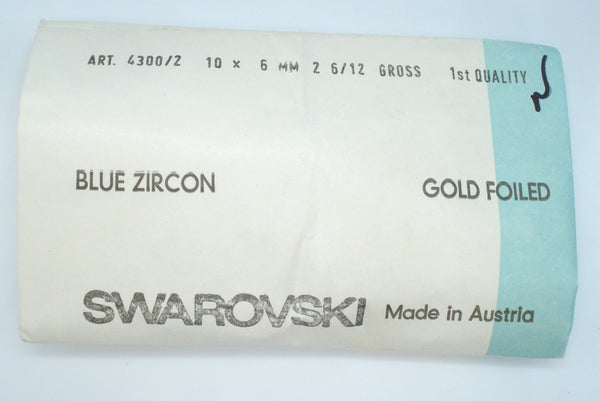 ART. 4300/2 10 x 6 MM 2 6/12 GROSS 1st QUALITY
BLUE ZIRCON GOLD FOILED
SWAROVSKI Made in Austria